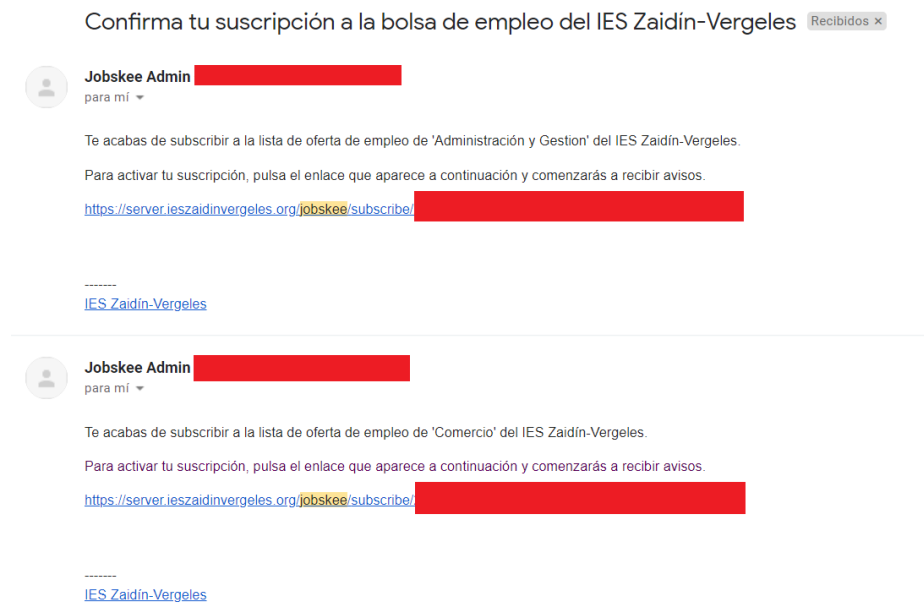 Confirma tu suscripción a la bolsa de empleo del IES Zaidín-Vergeles Recibidos ×
Jobskee Admin
para mí
Te acabas de subscribir a la lista de oferta de empleo de 'Administración y Gestion' del IES Zaidín-Vergeles.
Para activar tu suscripción, pulsa el enlace que aparece a continuación y comenzarás a recibir avisos.
https://server.ieszaidinvergeles.org/jobskee/subscribe/
-------
IES Zaidín-Vergeles
Jobskee Admin
para mí
Te acabas de subscribir a la lista de oferta de empleo de 'Comercio' del IES Zaidín-Vergeles.
Para activar tu suscripción, pulsa el enlace que aparece a continuación y comenzarás a recibir avisos.
https://server.ieszaidinvergeles.org/jobskee/subscribe/
-------
IES Zaidín-Vergeles